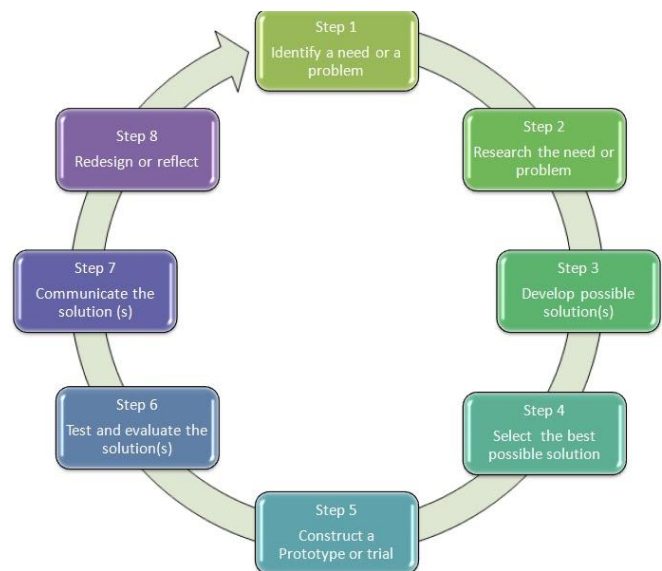 Step 1
Identify a need or a
problem
Step 2
Research the need or
problem
Step 3
Develop possible
solution(s)
Step 4
Select the best
possible solution
Step 5
Construct a
Prototype or trial
Step 6
Test and evaluate the
solution(s)
Step 7
Communicate the
solution (s)
Step 8
Redesign or reflect